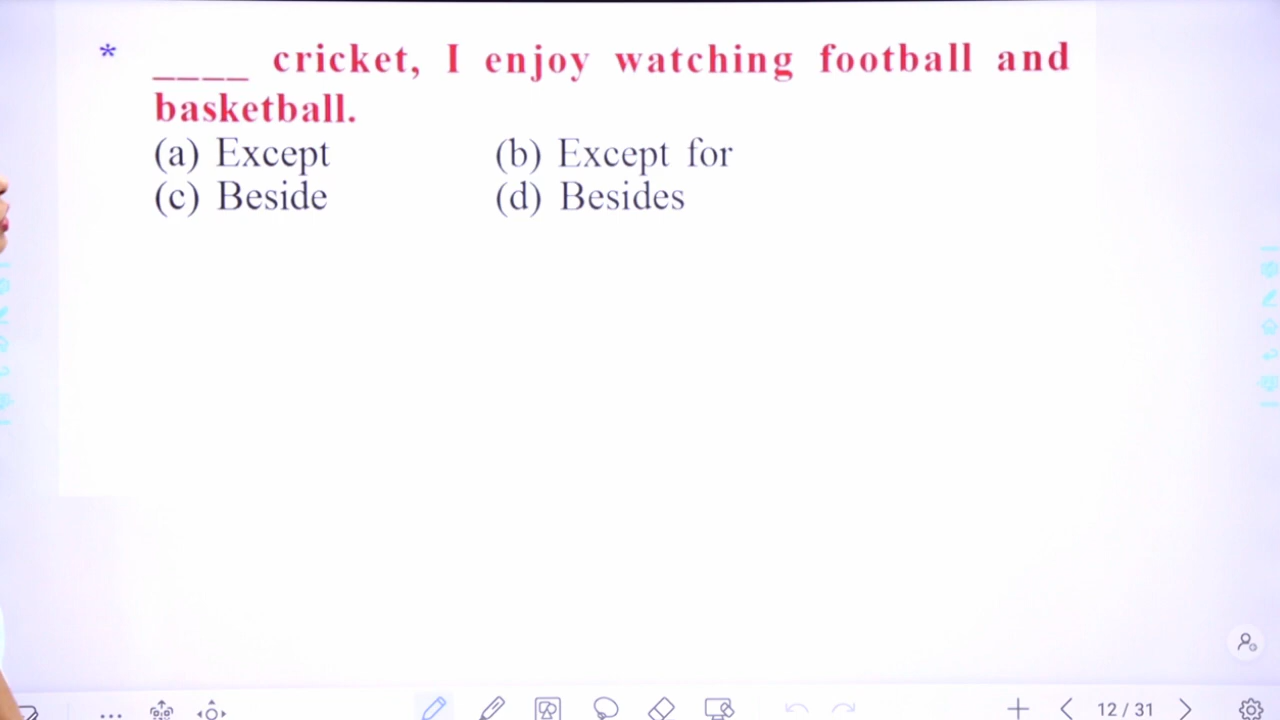 * ____ cricket, I enjoy watching football and
basketball.
(a) Except (b) Except for
(c) Beside (d) Besides
12 / 31